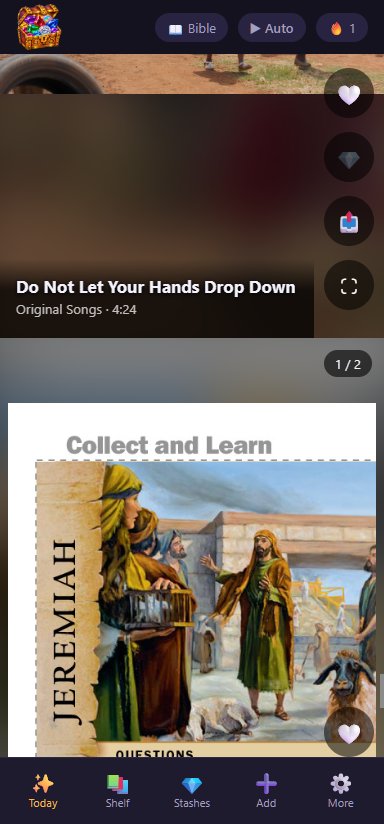 Bible
Auto
1
Do Not Let Your Hands Drop Down
Original Songs · 4:24
1 / 2
Collect and Learn
JEREMIAH
QUESTIONS
Today
Shelf
Stashes
Add
More